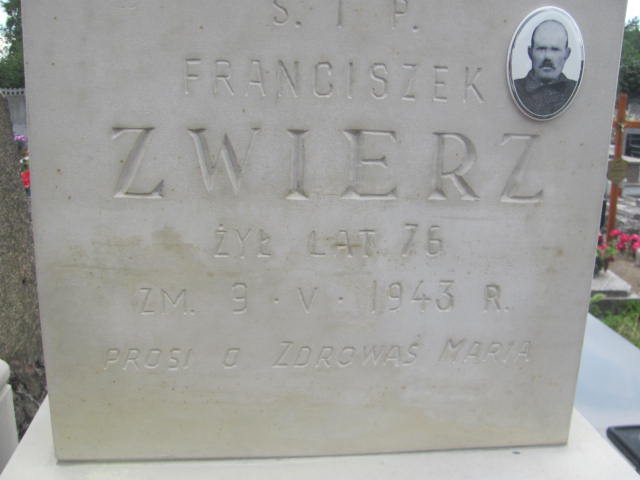 Ś. I P.
FRANCISZEK
ZWIERZ
ŻYŁ LAT 76
ZM. 9 · V · 1943 R.
PROSI O ZDROWAŚ MARIA